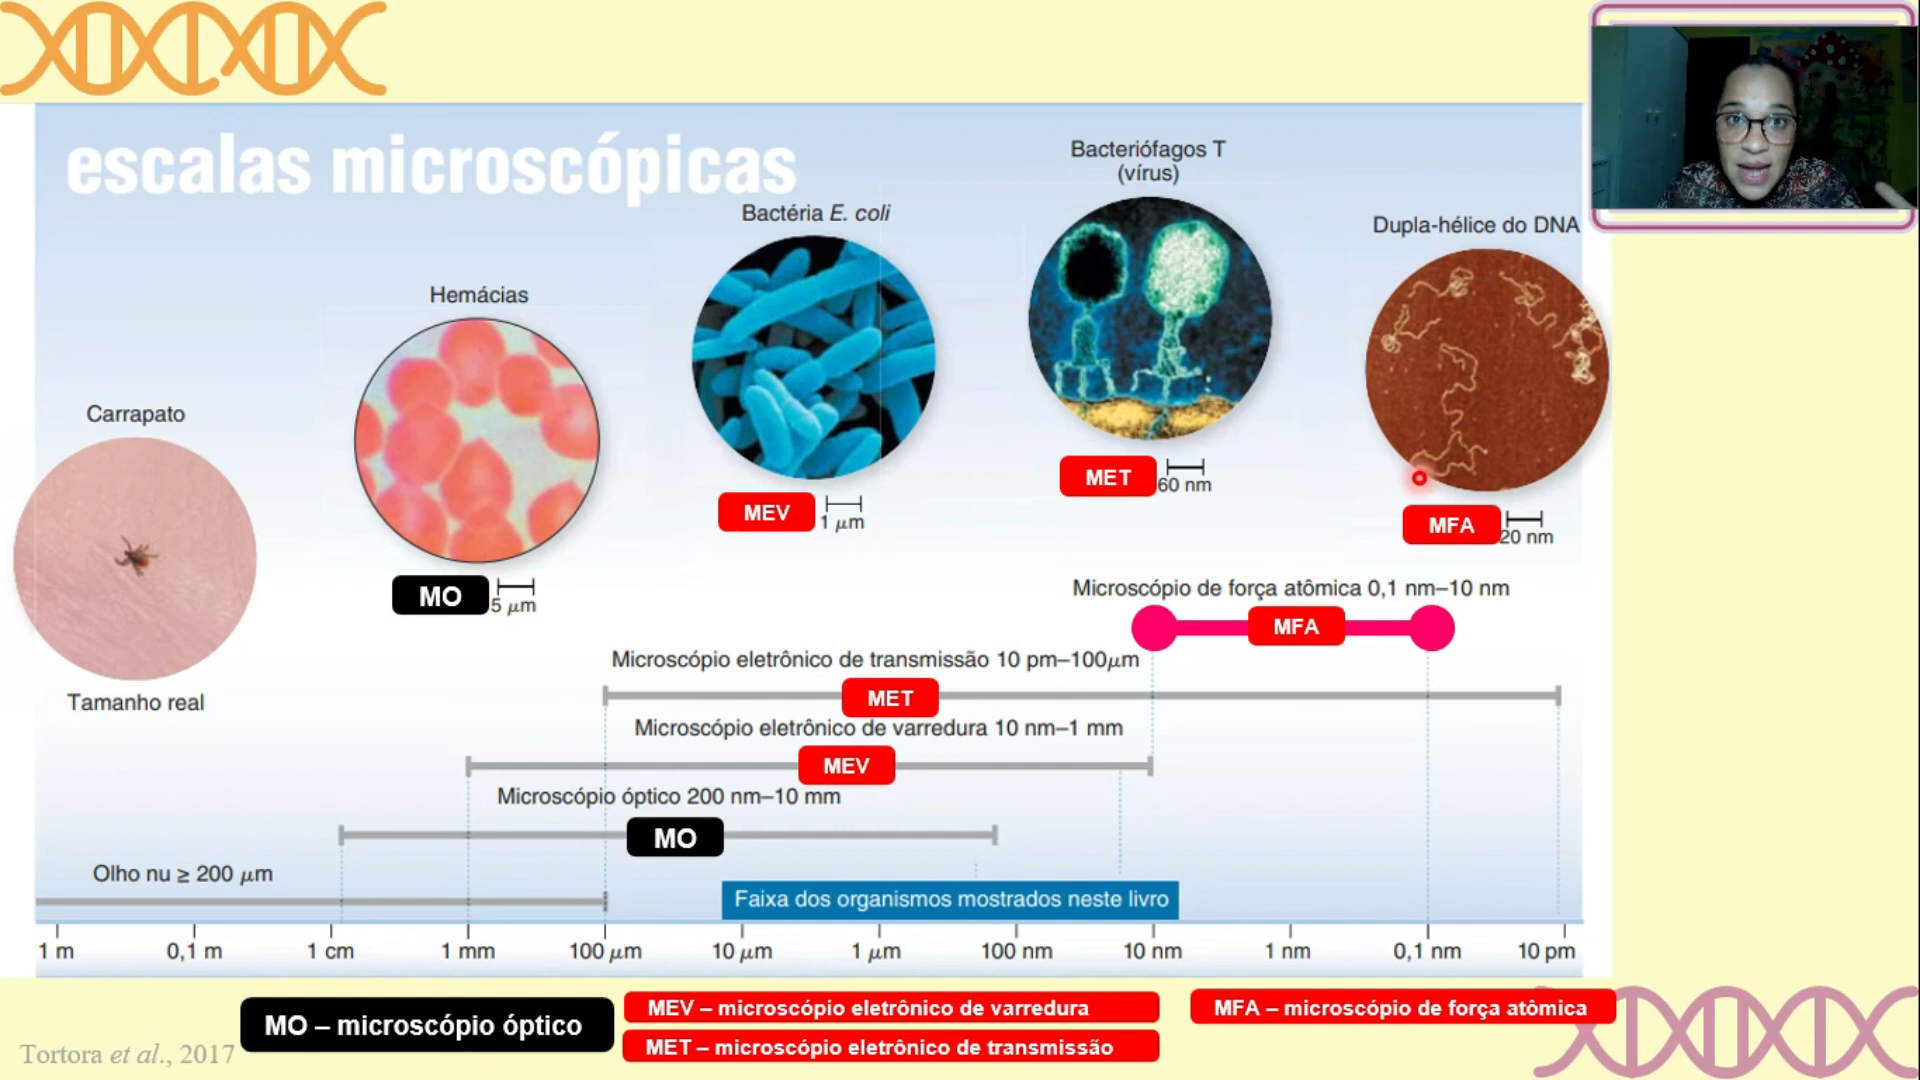 escalas microscópicas
Bacteriófagos T
(vírus)
Bactéria E. coli
Dupla-hélice do DNA
Hemácias
Carrapato
MET
60 nm
MEV
1 µm
MFA
20 nm
MO
5 µm
Microscópio de força atômica 0,1 nm–10 nm
MFA
Microscópio eletrônico de transmissão 10 pm–100µm
MET
Tamanho real
Microscópio eletrônico de varredura 10 nm–1 mm
MEV
Microscópio óptico 200 nm–10 mm
MO
Olho nu ≥ 200 µm
Faixa dos organismos mostrados neste livro
1 m 0,1 m 1 cm 1 mm 100 µm 10 µm 1 µm 100 nm 10 nm 1 nm 0,1 nm 10 pm
MO – microscópio óptico
MEV – microscópio eletrônico de varredura
MFA – microscópio de força atômica
MET – microscópio eletrônico de transmissão
Tortora et al., 2017